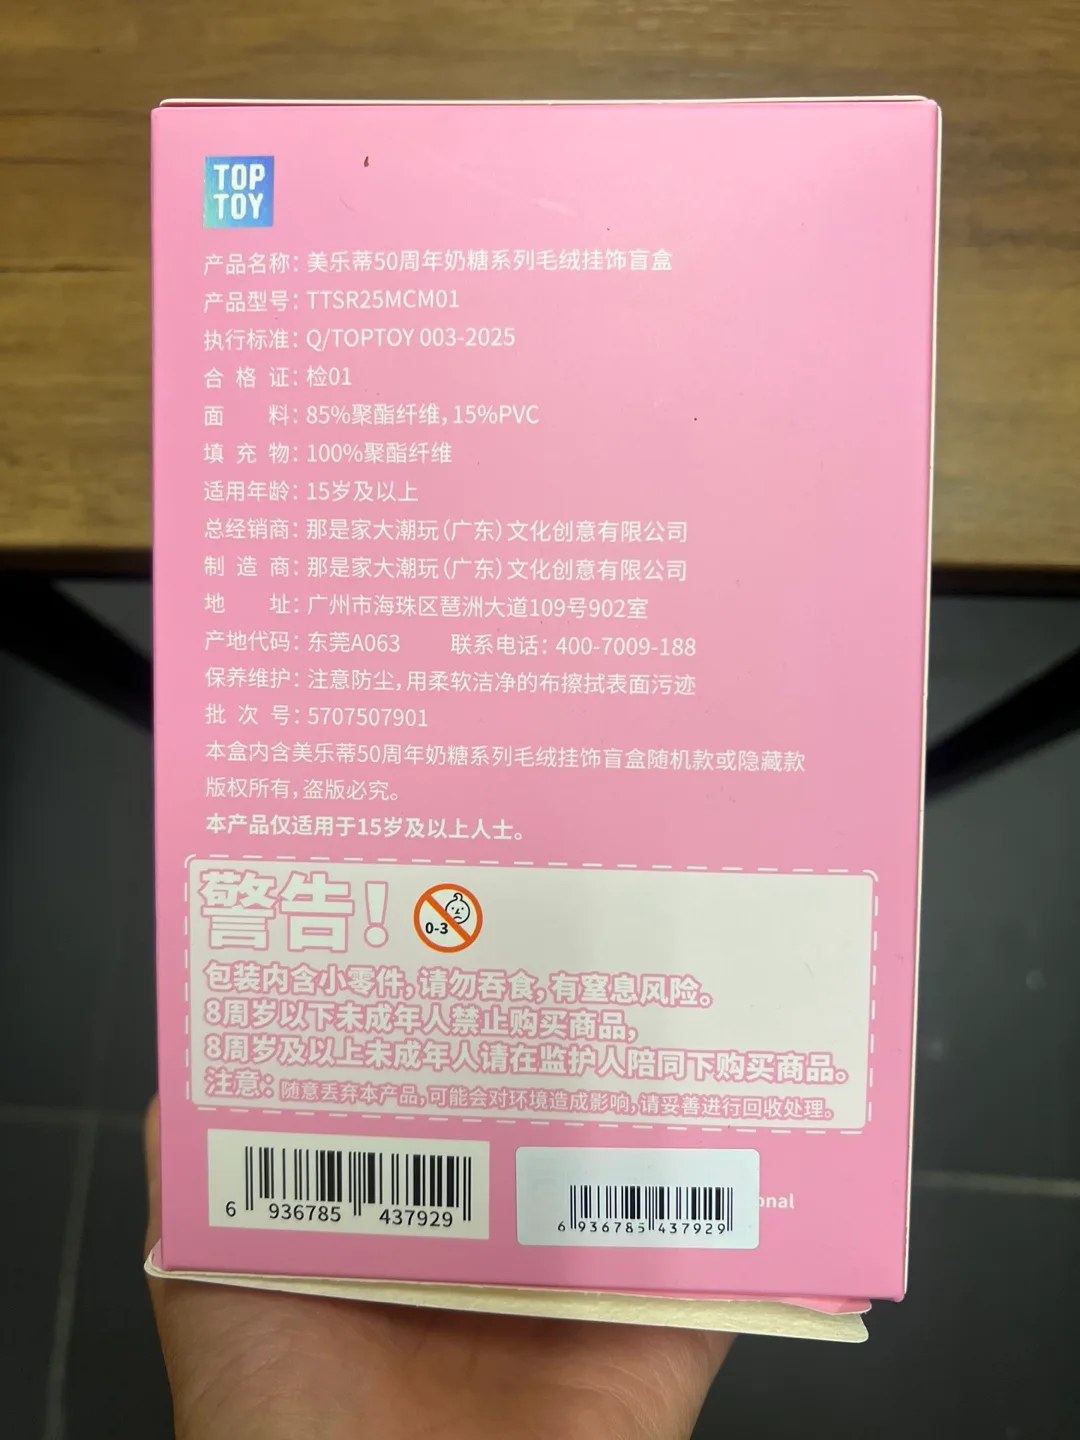 TOP
TOY
产品名称：美乐蒂50周年奶糖系列毛绒挂饰盲盒
产品型号：TTSR25MCM01
执行标准：Q/TOPTOY 003-2025
合格证：检01
面料：85%聚酯纤维，15%PVC
填充物：100%聚酯纤维
适用年龄：15岁及以上
总经销商：那是家大潮玩（广东）文化创意有限公司
制造商：那是家大潮玩（广东）文化创意有限公司
地址：广州市海珠区琶洲大道109号902室
产地代码：东莞A063 联系电话：400-7009-188
保养维护：注意防尘，用柔软洁净的布擦拭表面污迹
批次号：5707507901
本盒内含美乐蒂50周年奶糖系列毛绒挂饰盲盒随机款或隐藏款
版权所有，盗版必究。
本产品仅适用于15岁及以上人士。
警告！
0-3
包装内含小零件，请勿吞食，有窒息风险。
8周岁以下未成年人禁止购买商品，
8周岁及以上未成年人请在监护人陪同下购买商品。
注意：随意丢弃本产品，可能会对环境造成影响，请妥善进行回收处理。
6 936785 437929
6 936785 437929
onal